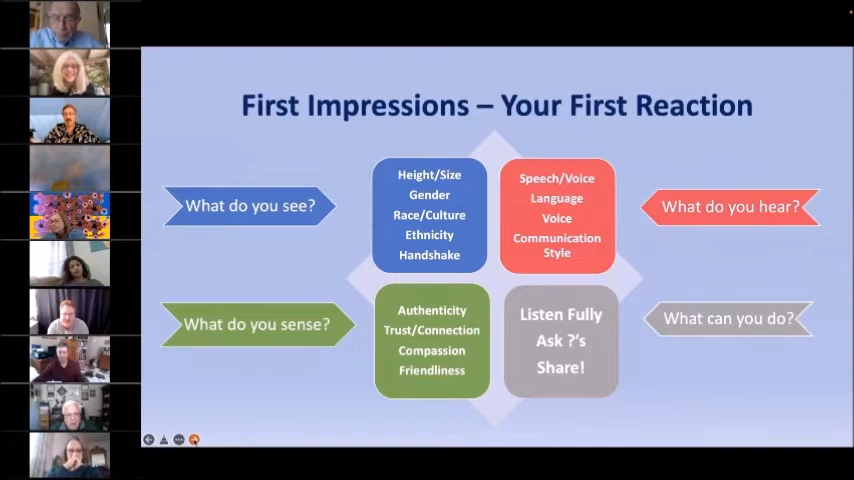 First Impressions – Your First Reaction
What do you see?
Height/Size
Gender
Race/Culture
Ethnicity
Handshake
Speech/Voice
Language
Voice
Communication
Style
What do you hear?
What do you sense?
Authenticity
Trust/Connection
Compassion
Friendliness
Listen Fully
Ask ?'s
Share!
What can you do?